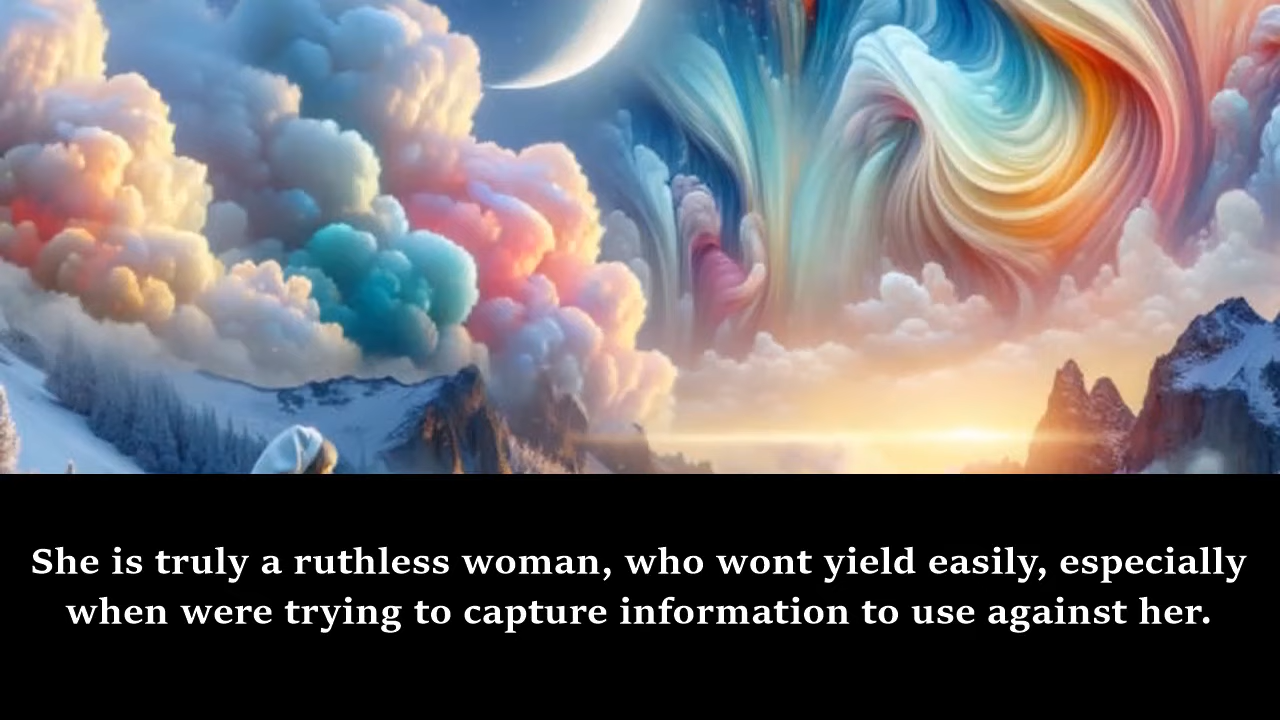 She is truly a ruthless woman, who wont yield easily, especially
when were trying to capture information to use against her.